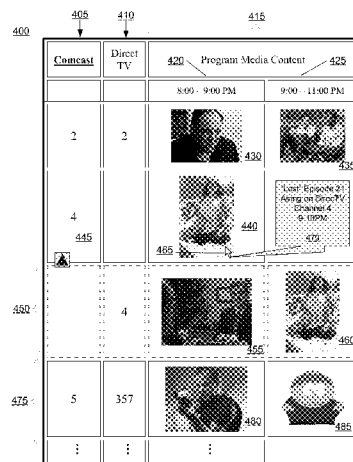 405
410
415
400
Comcast
Direct TV
420
Program Media Content
425
8:00 - 9:00 PM
9:00 - 11:00 PM
2
2
430
435
4
445
440
465
"Lost" Episode 21
Airing on DirecTV
Channel 4
9-10PM
470
450
4
455
460
475
5
357
480
485